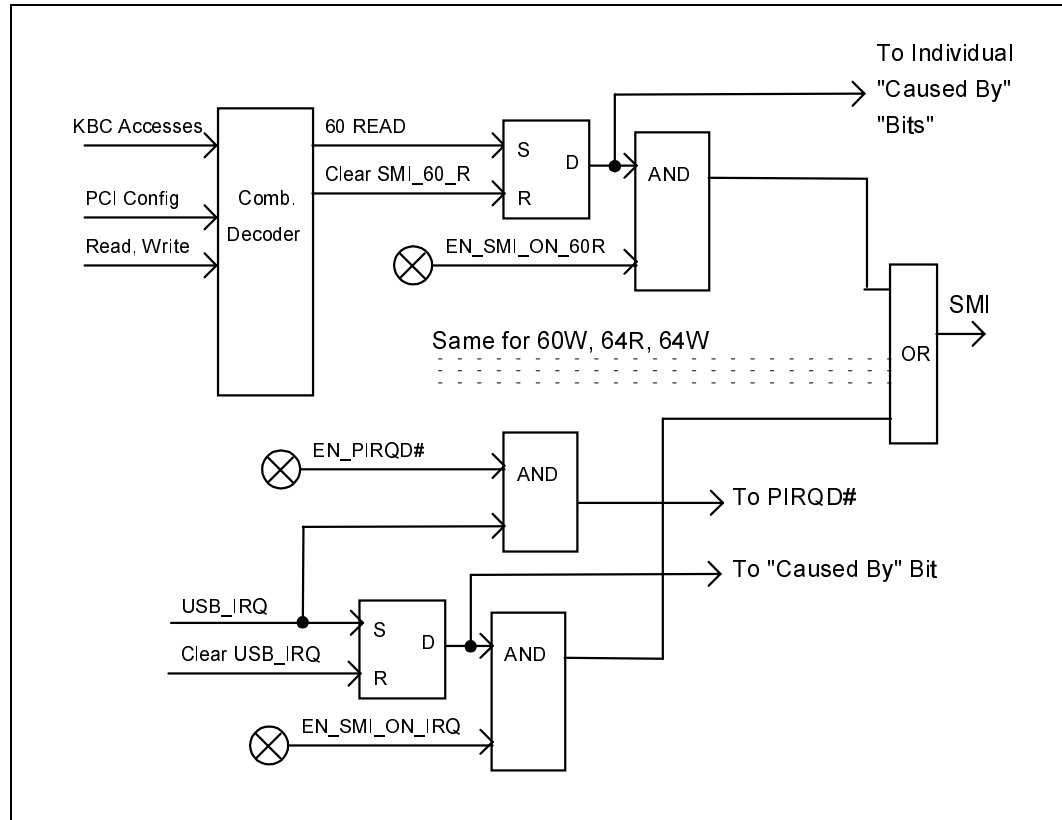 To Individual
"Caused By"
"Bits"
KBC Accesses
60 READ
S
D
AND
Clear SMI_60_R
R
PCI Config
Comb.
Decoder
Read, Write
EN_SMI_ON_60R
SMI
Same for 60W, 64R, 64W
OR
EN_PIRQD#
AND
To PIRQD#
To "Caused By" Bit
USB_IRQ
S
D
AND
Clear USB_IRQ
R
EN_SMI_ON_IRQ